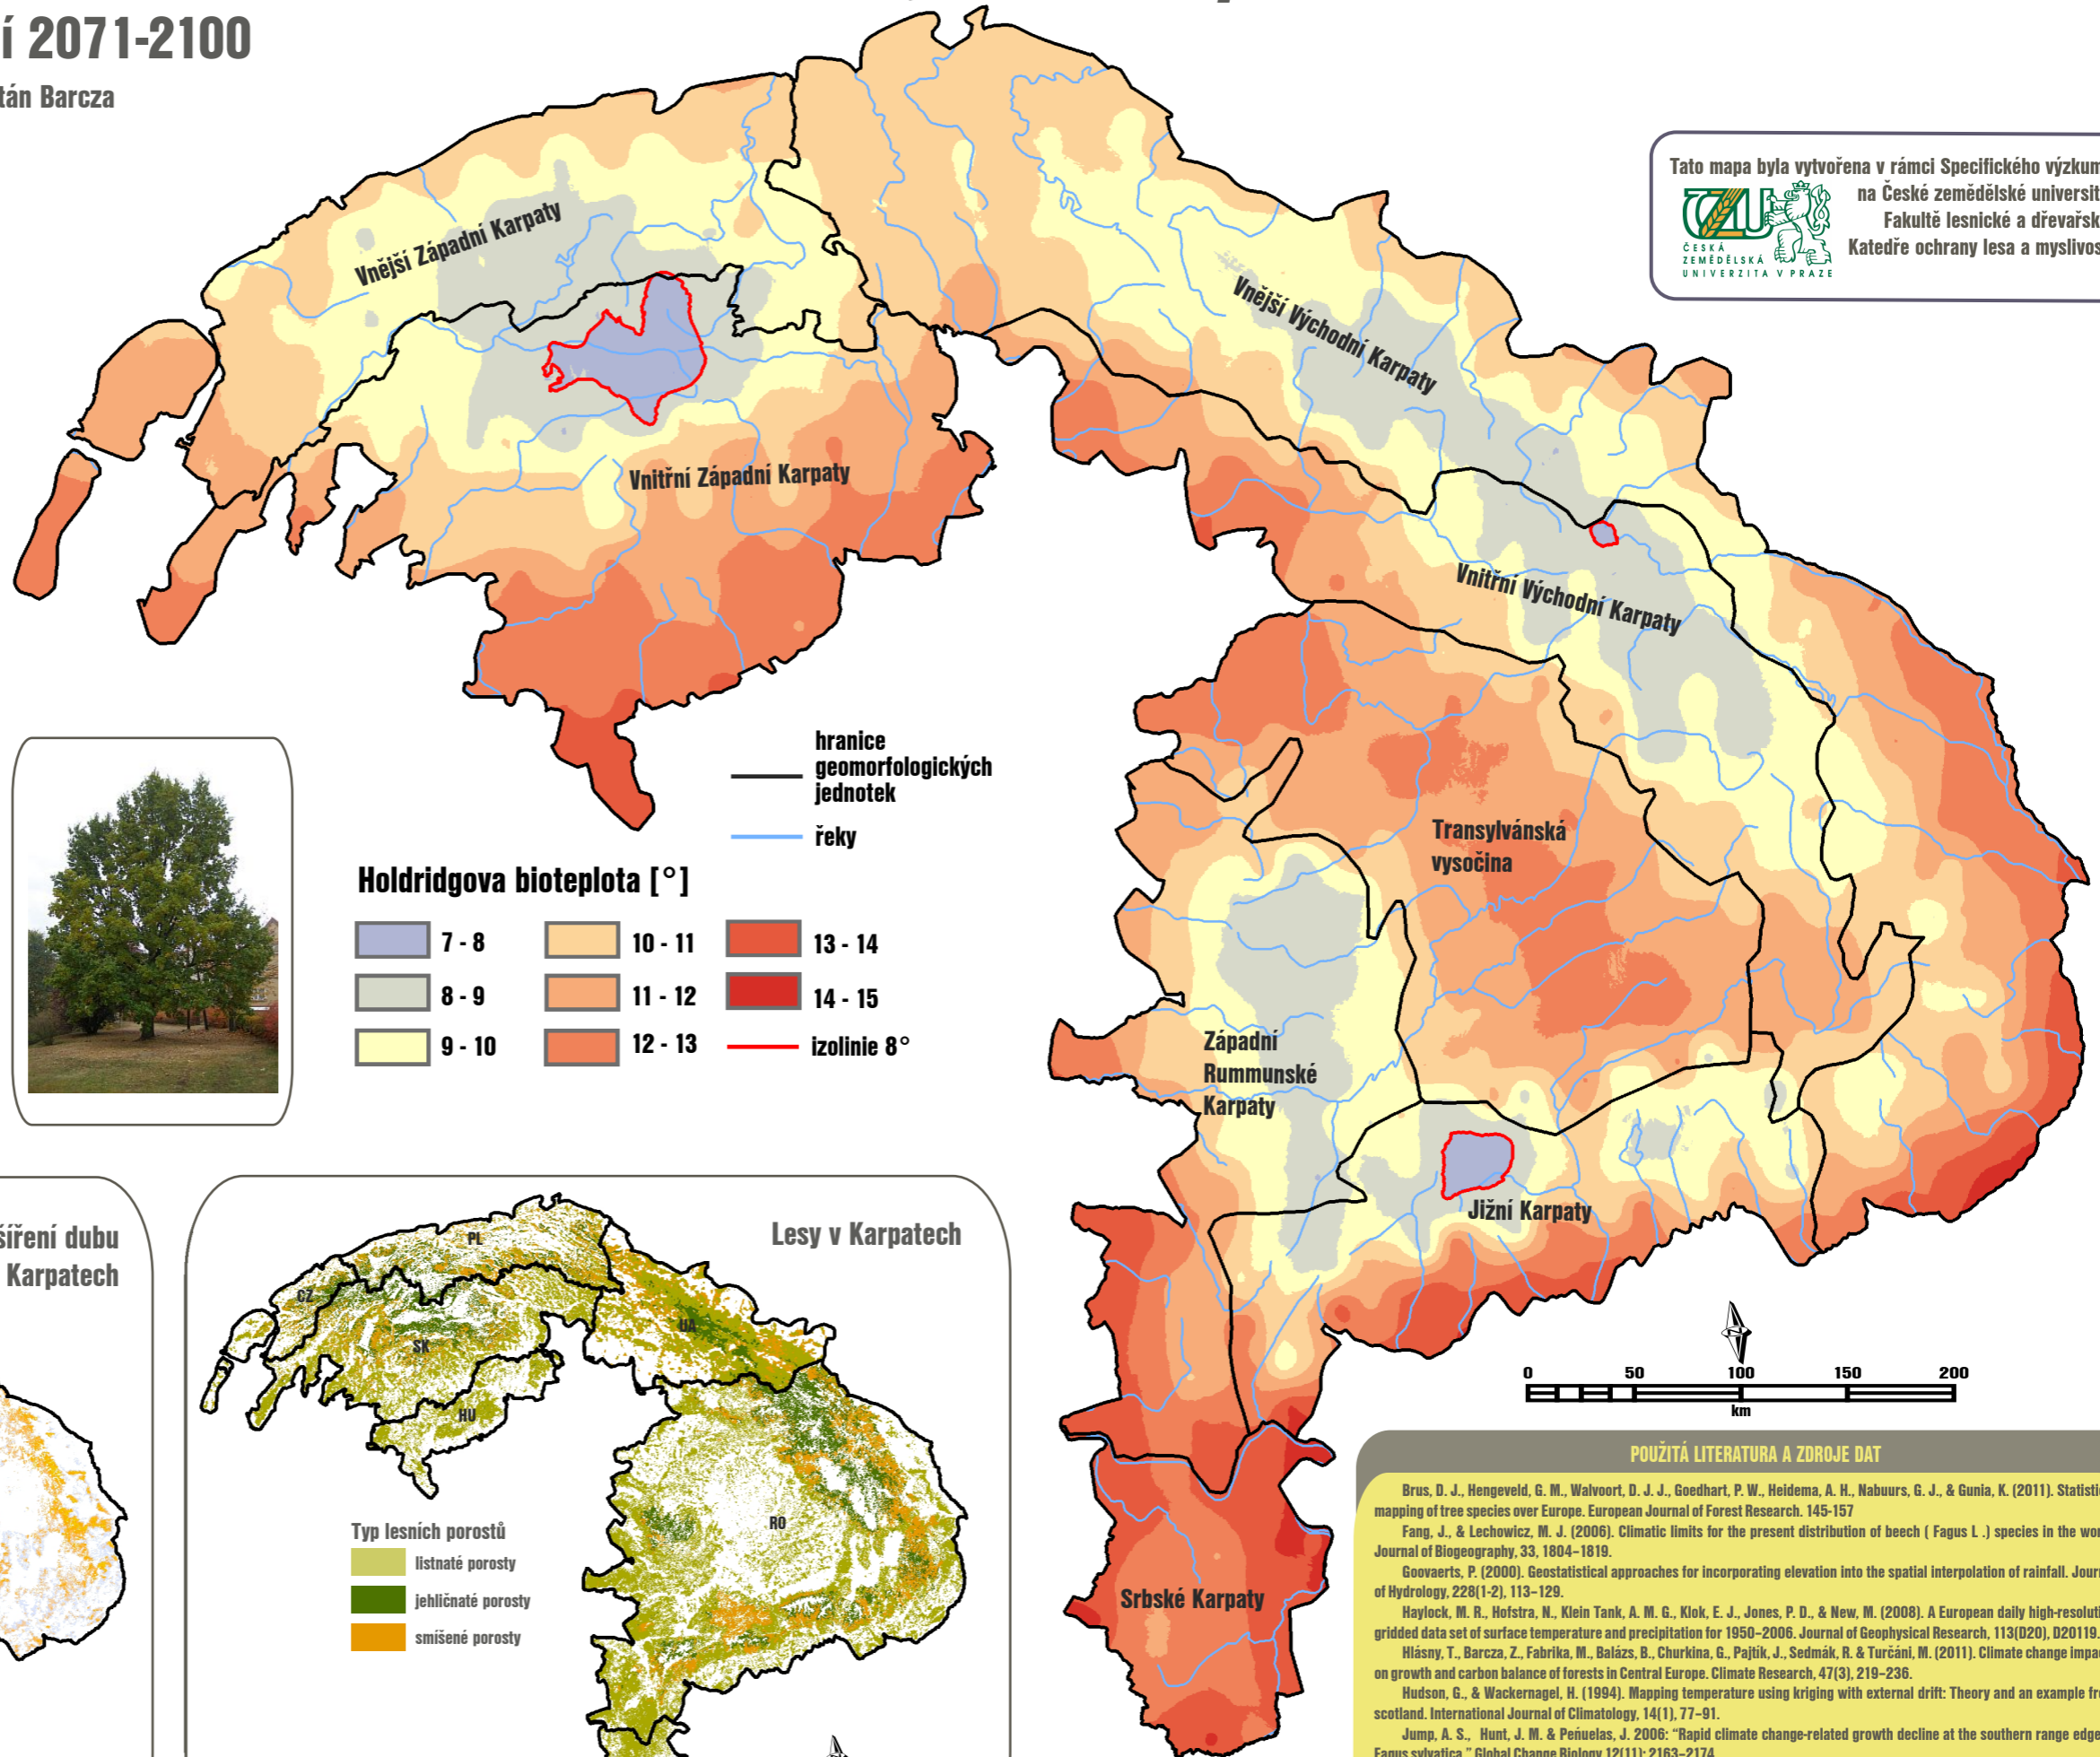 í 2071-2100
tán Barcza
Tato mapa byla vytvořena v rámci Specifického výzkum
na České zemědělské universit
Fakultě lesnické a dřevařsk
Katedře ochrany lesa a myslivos
ČZU
ČESKÁ
ZEMĚDĚLSKÁ
UNIVERZITA V PRAZE
Vnější Západní Karpaty
Vnější Východní Karpaty
Vnitřní Západní Karpaty
Vnitřní Východní Karpaty
Transylvánská
vysočina
Západní
Rummunské
Karpaty
Jižní Karpaty
Srbské Karpaty
hranice
geomorfologických
jednotek
řeky
Holdridgova bioteplota [°]
7 - 8
8 - 9
9 - 10
10 - 11
11 - 12
12 - 13
13 - 14
14 - 15
izolinie 8°
šíření dubu
Karpatech
Lesy v Karpatech
PL
CZ
SK
UA
HU
RO
Typ lesních porostů
listnaté porosty
jehličnaté porosty
smíšené porosty
0 50 100 150 200
km
POUŽITÁ LITERATURA A ZDROJE DAT
Brus, D. J., Hengeveld, G. M., Walvoort, D. J. J., Goedhart, P. W., Heidema, A. H., Nabuurs, G. J., & Gunia, K. (2011). Statistic
mapping of tree species over Europe. European Journal of Forest Research. 145-157
Fang, J., & Lechowicz, M. J. (2006). Climatic limits for the present distribution of beech ( Fagus L .) species in the wor
Journal of Biogeography, 33, 1804–1819.
Goovaerts, P. (2000). Geostatistical approaches for incorporating elevation into the spatial interpolation of rainfall. Jour
of Hydrology, 228(1-2), 113–129.
Haylock, M. R., Hofstra, N., Klein Tank, A. M. G., Klok, E. J., Jones, P. D., & New, M. (2008). A European daily high-resoluti
gridded data set of surface temperature and precipitation for 1950–2006. Journal of Geophysical Research, 113(D20), D20119.
Hlásny, T., Barcza, Z., Fabrika, M., Balázs, B., Churkina, G., Pajtík, J., Sedmák, R. & Turčáni, M. (2011). Climate change impac
on growth and carbon balance of forests in Central Europe. Climate Research, 47(3), 219–236.
Hudson, G., & Wackernagel, H. (1994). Mapping temperature using kriging with external drift: Theory and an example fr
scotland. International Journal of Climatology, 14(1), 77–91.
Jump, A. S., Hunt, J. M. & Peńuelas, J. 2006: “Rapid climate change-related growth decline at the southern range edge
Fagus sylvatica.” Global Change Biology 12(11): 2163–2174